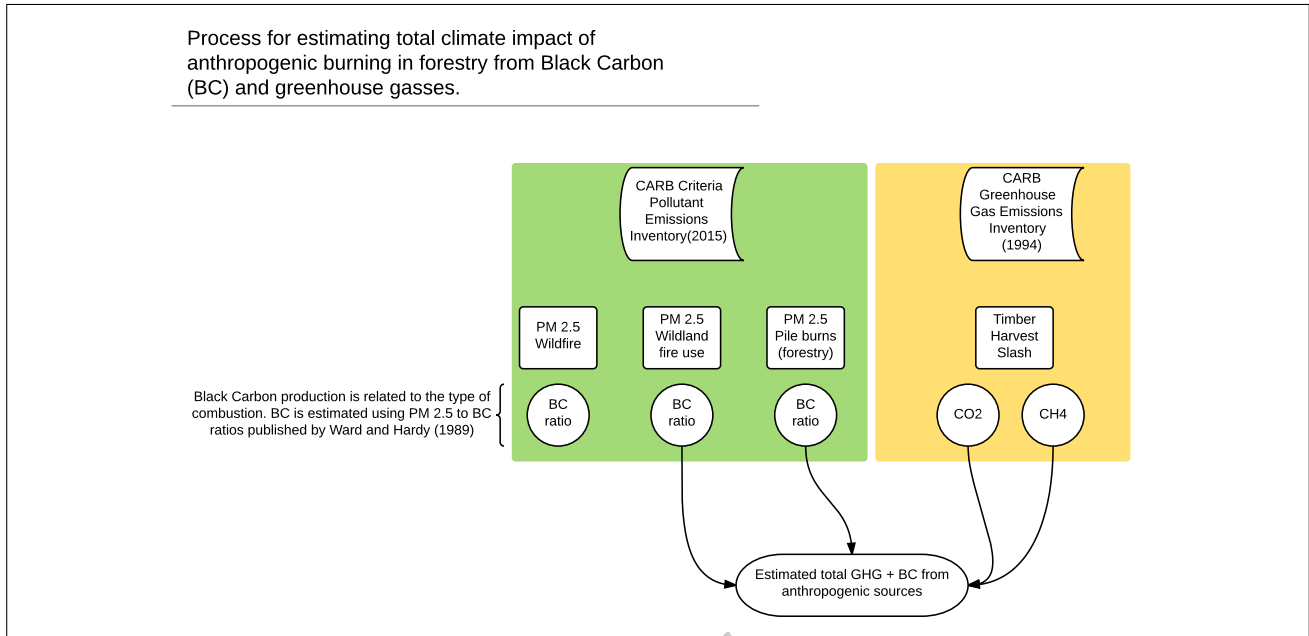 Process for estimating total climate impact of
anthropogenic burning in forestry from Black Carbon
(BC) and greenhouse gasses.
CARB Criteria
Pollutant
Emissions
Inventory(2015)
CARB
Greenhouse
Gas Emissions
Inventory
(1994)
PM 2.5
Wildfire
PM 2.5
Wildland
fire use
PM 2.5
Pile burns
(forestry)
Timber
Harvest
Slash
Black Carbon production is related to the type of
combustion. BC is estimated using PM 2.5 to BC
ratios published by Ward and Hardy (1989)
BC
ratio
BC
ratio
BC
ratio
CO2
CH4
Estimated total GHG + BC from
anthropogenic sources